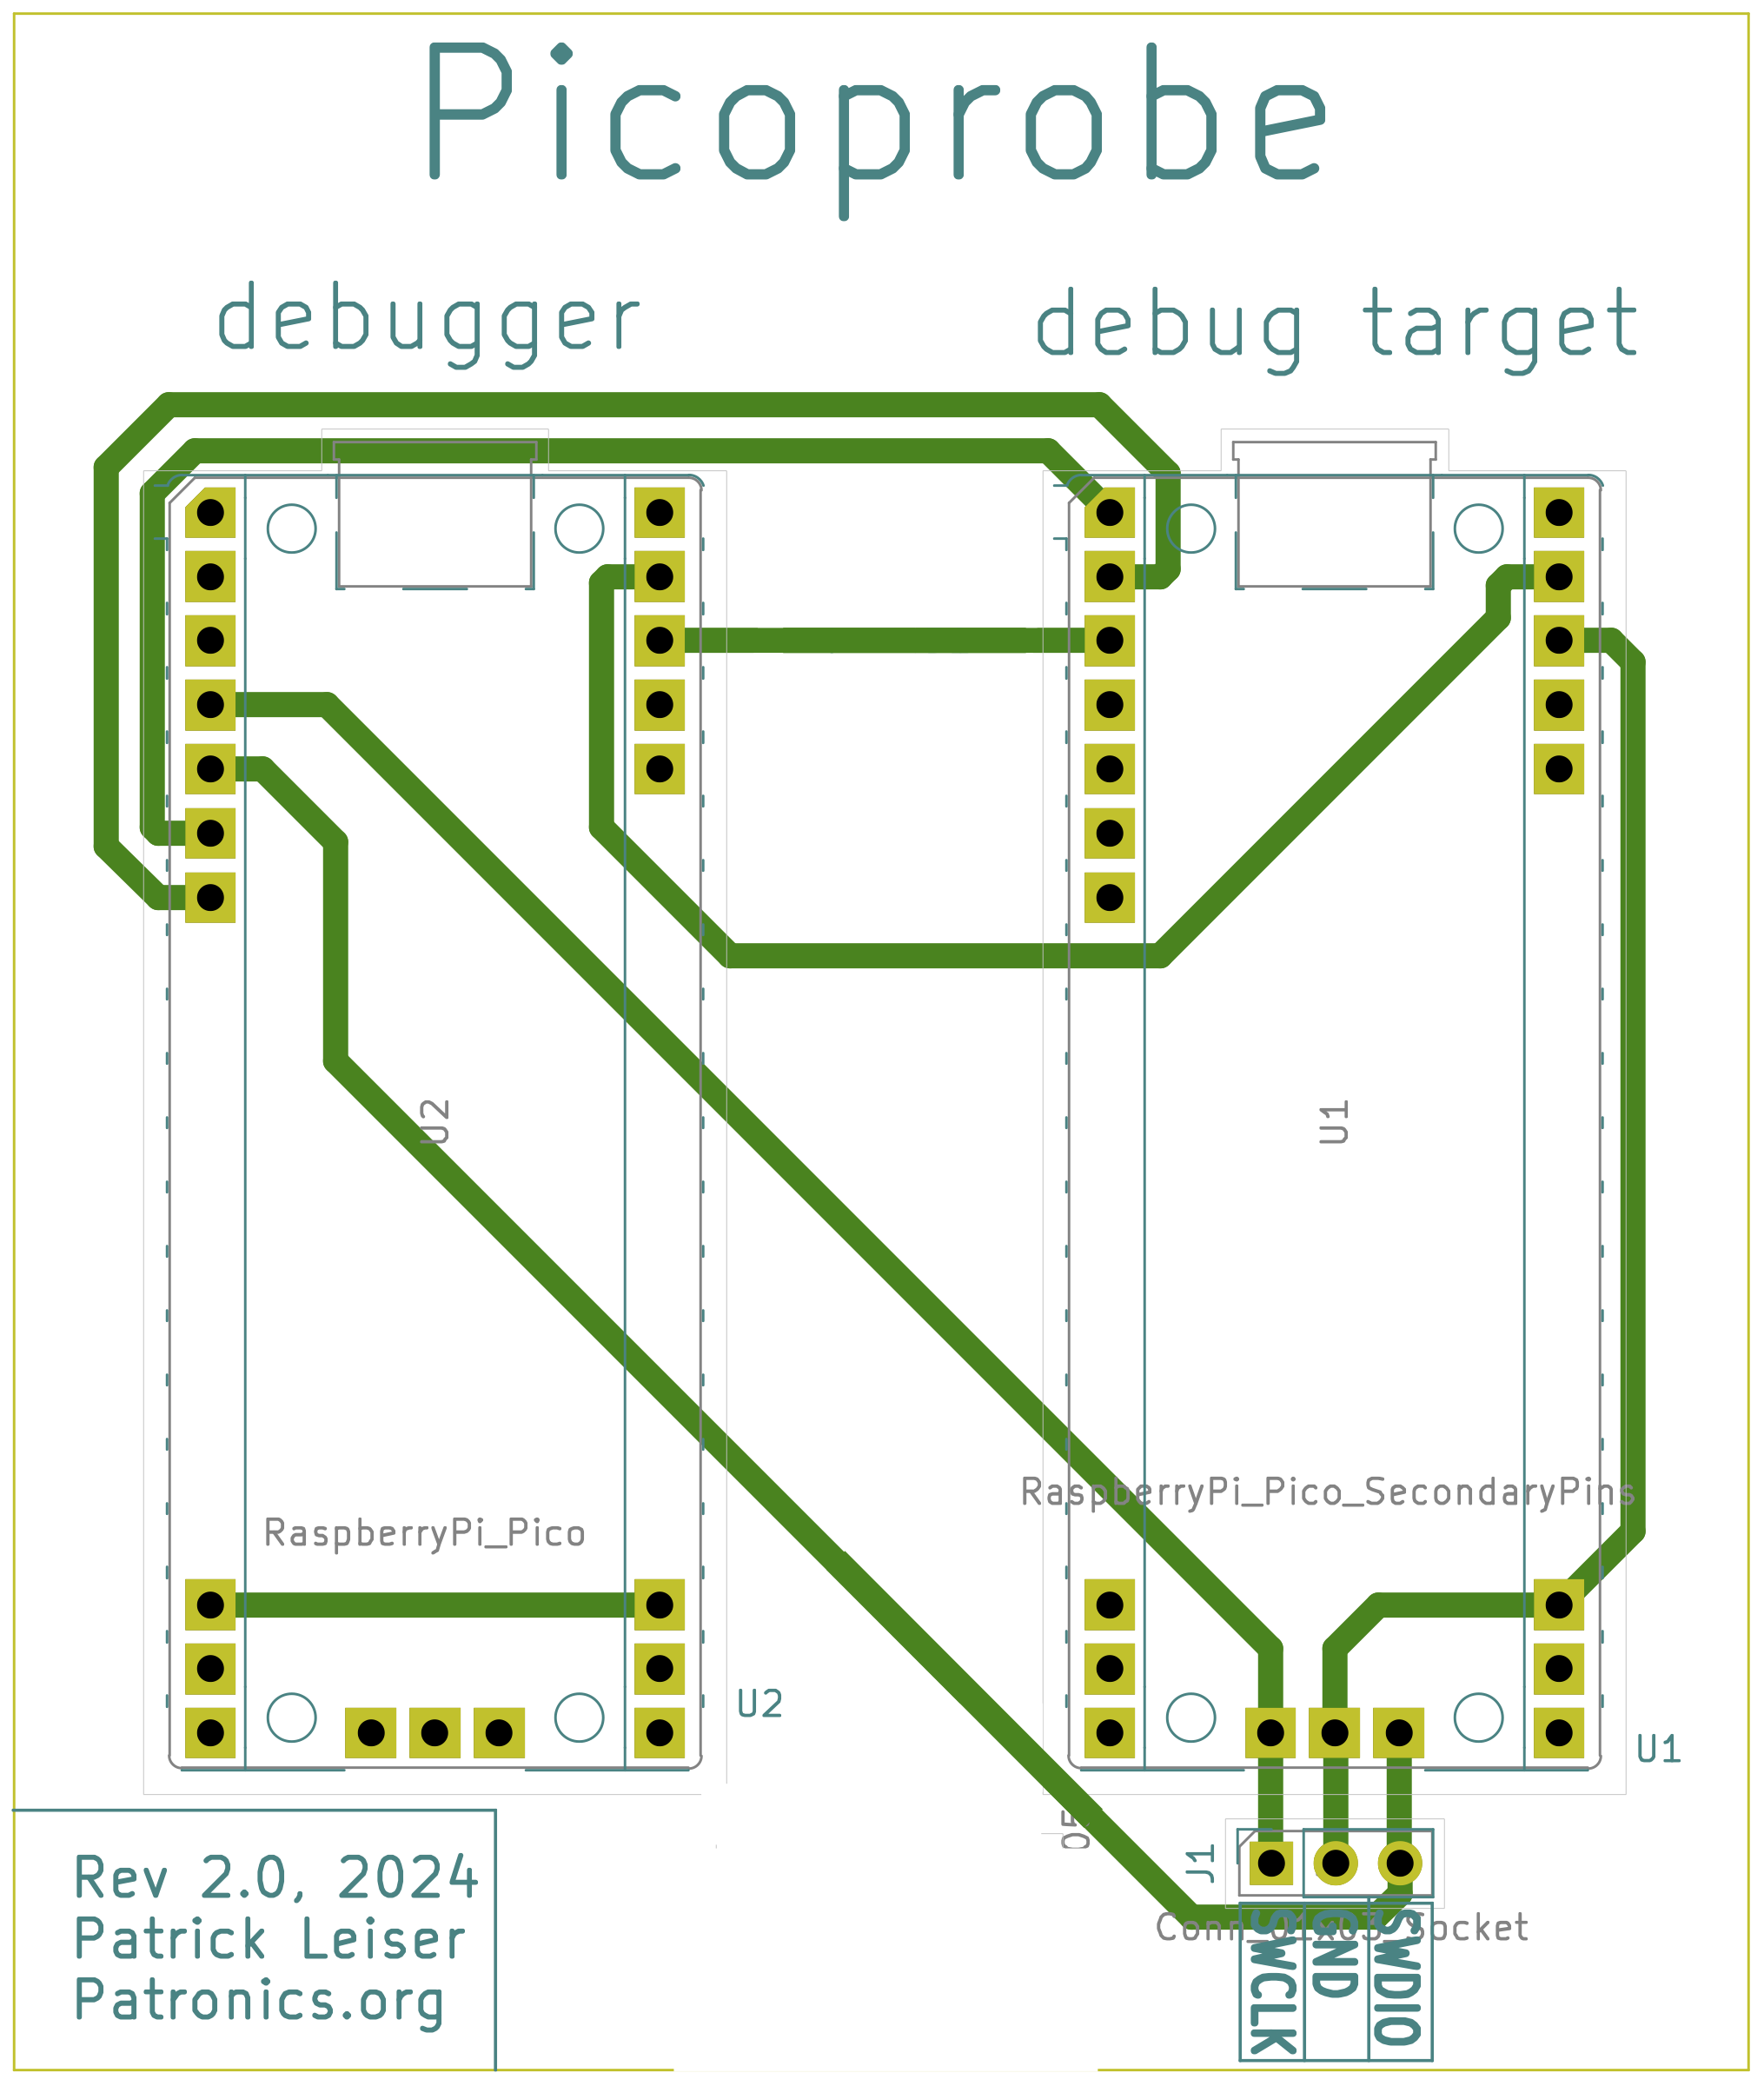 Picoprobe
debugger
debug target
U2
U1
RaspberryPi_Pico_SecondaryPins
RaspberryPi_Pico
U2
U1
J1
Conn_01x03_Socket
SWCLK
GND
SWDIO
Rev 2.0, 2024
Patrick Leiser
Patronics.org